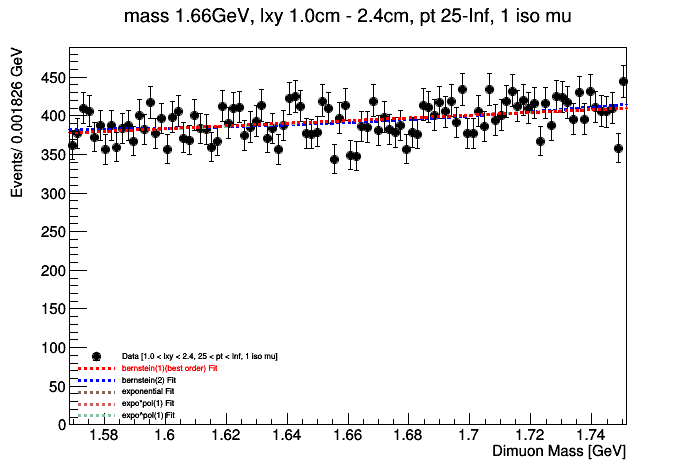 mass 1.66GeV, lxy 1.0cm - 2.4cm, pt 25-Inf, 1 iso mu
Events/ 0.001826 GeV
450
400
350
300
250
200
150
100
50
0
Data [1.0 < lxy < 2.4, 25 < pt < Inf, 1 iso mu]
bernstein(1)(best order) Fit
bernstein(2) Fit
exponential Fit
expo*pol(1) Fit
expo^pol(1) Fit
1.58 1.6 1.62 1.64 1.66 1.68 1.7 1.72 1.74
Dimuon Mass [GeV]